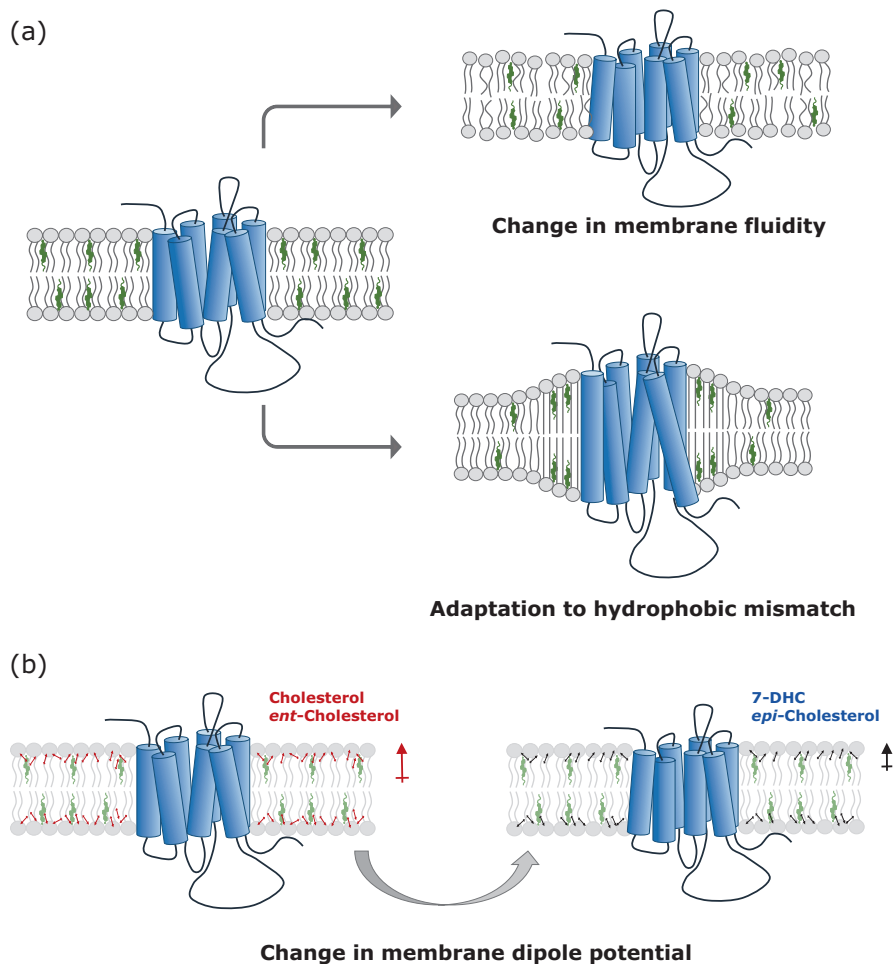 (a)
Change in membrane fluidity
Adaptation to hydrophobic mismatch
(b)
Cholesterol
ent-Cholesterol
7-DHC
epi-Cholesterol
Change in membrane dipole potential